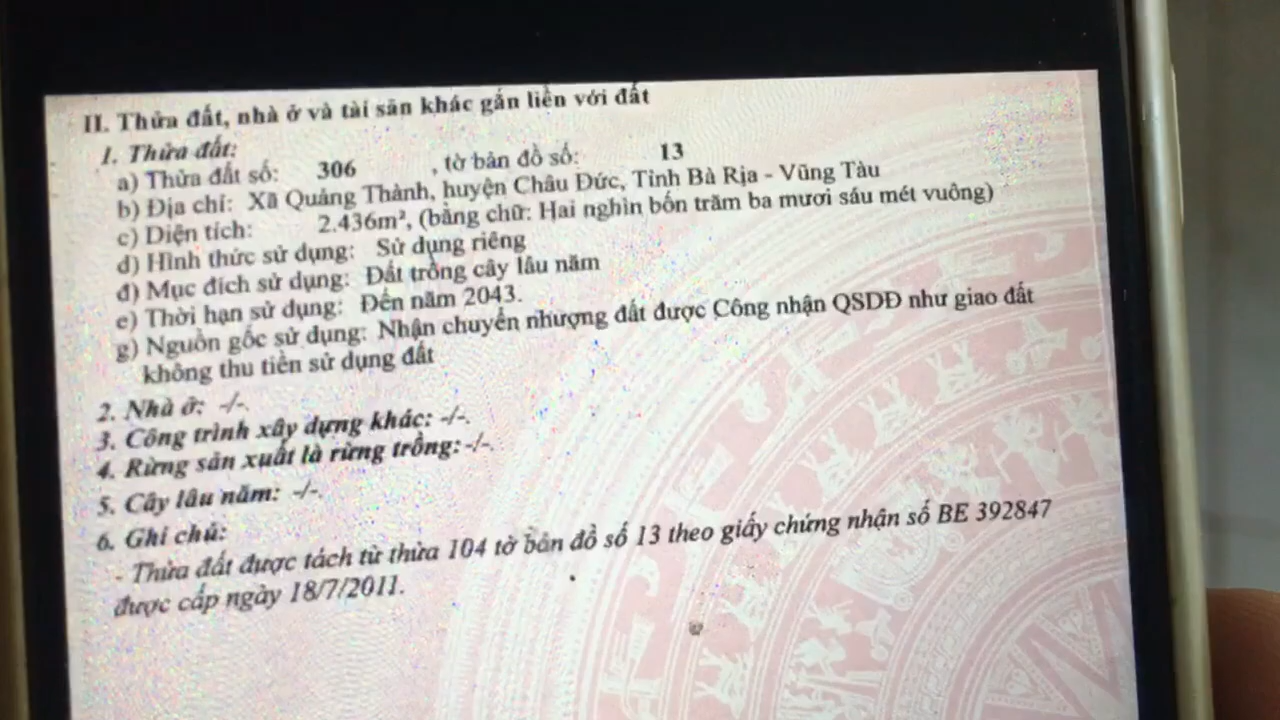 II. Thửa đất, nhà ở và tài sản khác gắn liền với đất
1. Thửa đất:
a) Thửa đất số: 306 , tờ bản đồ số: 13
b) Địa chỉ: Xã Quảng Thành, huyện Châu Đức, Tỉnh Bà Rịa - Vũng Tàu
c) Diện tích: 2.436m², (bằng chữ: Hai nghìn bốn trăm ba mươi sáu mét vuông)
d) Hình thức sử dụng: Sử dụng riêng
đ) Mục đích sử dụng: Đất trồng cây lâu năm
e) Thời hạn sử dụng: Đến năm 2043.
g) Nguồn gốc sử dụng: Nhận chuyển nhượng đất được Công nhận QSDĐ như giao đất
không thu tiền sử dụng đất
2. Nhà ở: -/-.
3. Công trình xây dựng khác: -/-.
4. Rừng sản xuất là rừng trồng: -/-.
5. Cây lâu năm: -/-.
6. Ghi chú:
- Thửa đất được tách từ thửa 104 tờ bản đồ số 13 theo giấy chứng nhận số BE 392847
được cấp ngày 18/7/2011.